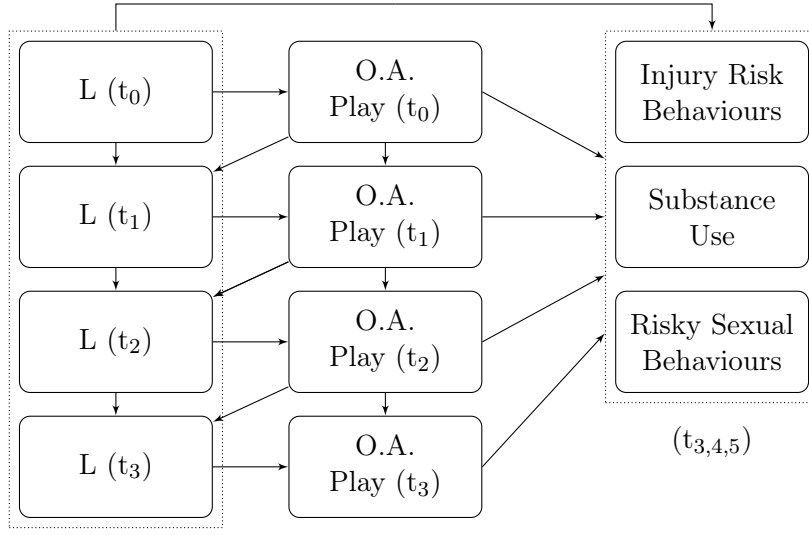 L (t₀)
O.A.
Play (t₀)
Injury Risk
Behaviours
L (t₁)
O.A.
Play (t₁)
Substance
Use
L (t₂)
O.A.
Play (t₂)
Risky Sexual
Behaviours
L (t₃)
O.A.
Play (t₃)
(t₃,₄,₅)